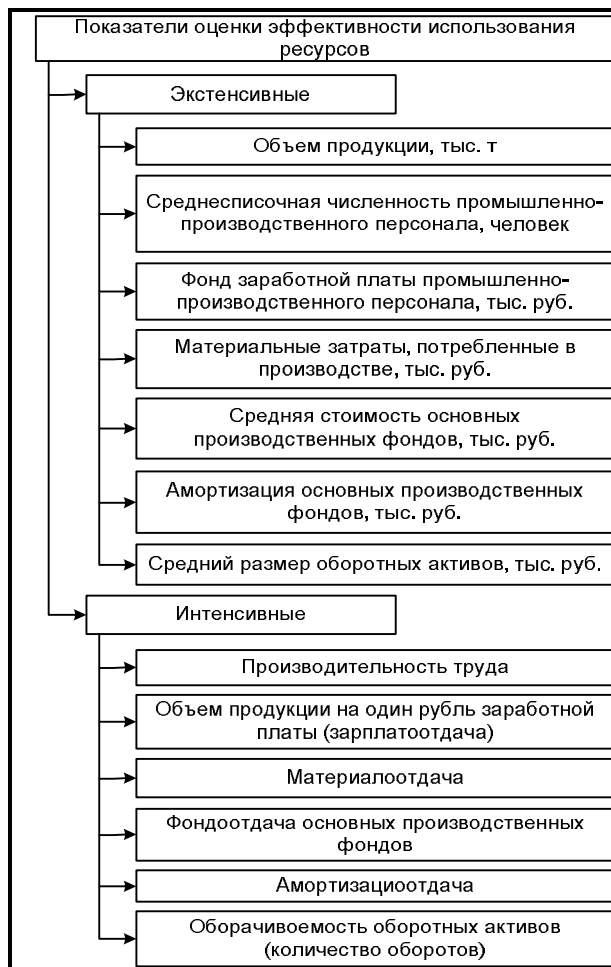 Показатели оценки эффективности использования
ресурсов
Экстенсивные
Объем продукции, тыс. т
Среднесписочная численность промышленно-
производственного персонала, человек
Фонд заработной платы промышленно-
производственного персонала, тыс. руб.
Материальные затраты, потребленные в
производстве, тыс. руб.
Средняя стоимость основных
производственных фондов, тыс. руб.
Амортизация основных производственных
фондов, тыс. руб.
Средний размер оборотных активов, тыс. руб.
Интенсивные
Производительность труда
Объем продукции на один рубль заработной
платы (зарплатоотдача)
Материалоотдача
Фондоотдача основных производственных
фондов
Амортизациоотдача
Оборачивоемость оборотных активов
(количество оборотов)